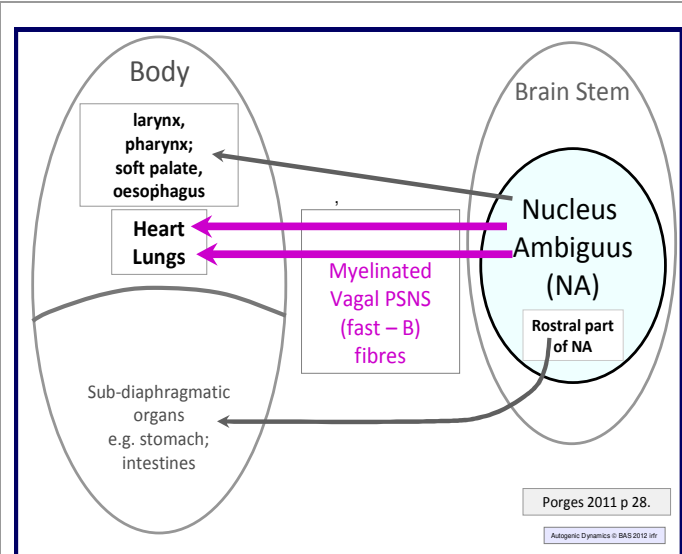 Body
larynx,
pharynx;
soft palate,
oesophagus
Heart
Lungs
Sub-diaphragmatic
organs
e.g. stomach;
intestines
,
Myelinated
Vagal PSNS
(fast – B)
fibres
Brain Stem
Nucleus
Ambiguus
(NA)
Rostral part
of NA
Porges 2011 p 28.
Autogenic Dynamics © BAS 2012 irfr